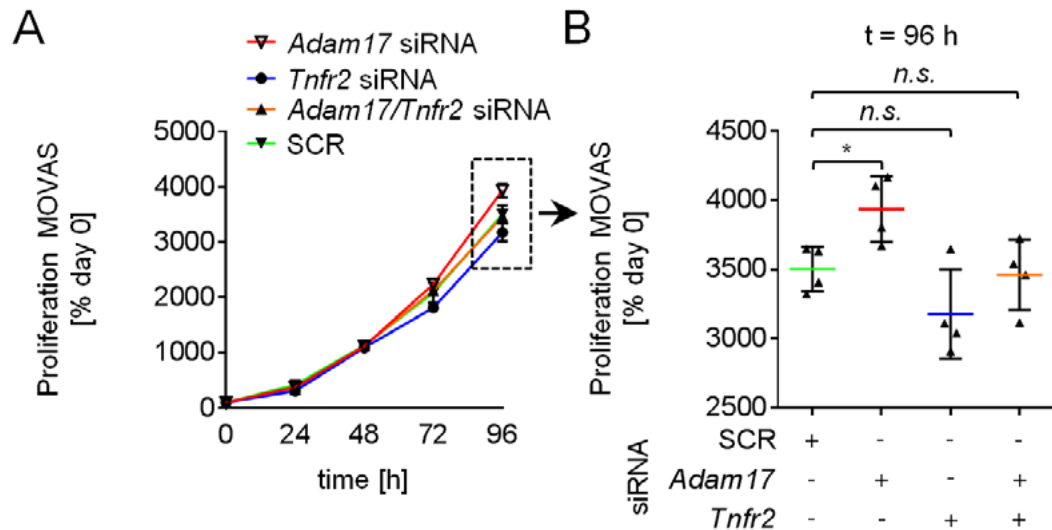 A
Adam17 siRNA
Tnfr2 siRNA
Adam17/Tnfr2 siRNA
SCR
Proliferation MOVAS
[% day 0]
5000
4000
3000
2000
1000
0
0 24 48 72 96
time [h]
B
t = 96 h
n.s.
n.s.
*
Proliferation MOVAS
[% day 0]
4500
4000
3500
3000
2500
siRNA
SCR + - - -
Adam17 - + - +
Tnfr2 - - + +